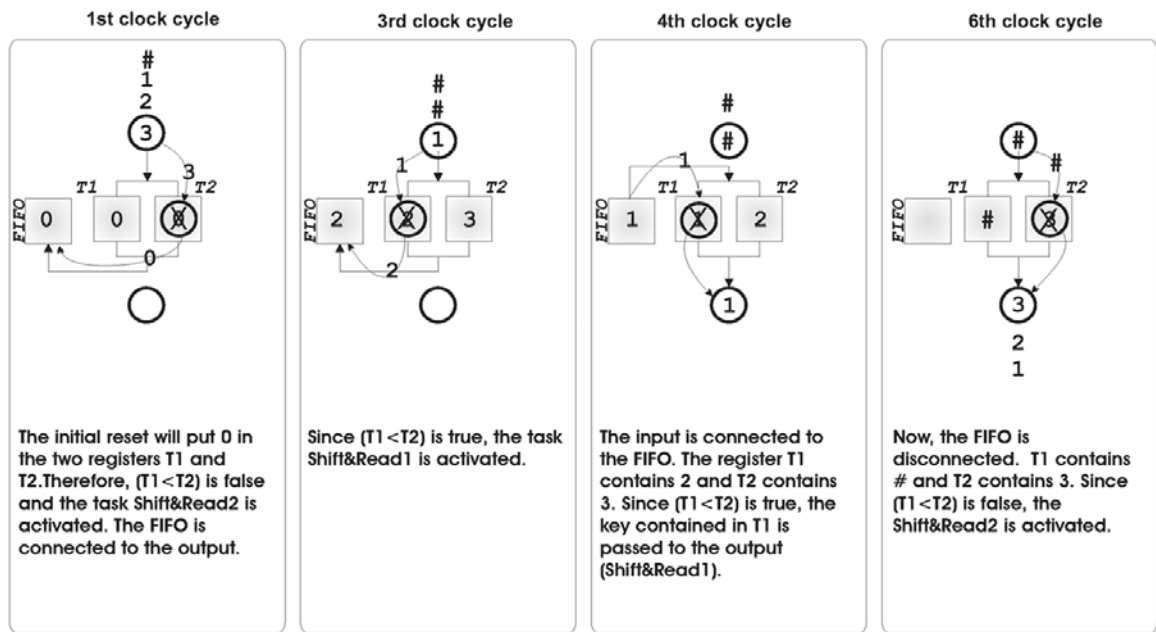 1st clock cycle
#
1
2
3
3
T1
T2
FIFO
0
0
0
0
The initial reset will put 0 in
the two registers T1 and
T2.Therefore, (T1<T2) is false
and the task Shift&Read2 is
activated. The FIFO is
connected to the output.
3rd clock cycle
#
#
1
1
T1
T2
FIFO
2
2
3
2
Since (T1<T2) is true, the task
Shift&Read1 is activated.
4th clock cycle
#
#
1
T1
T2
FIFO
1
1
2
1
The input is connected to
the FIFO. The register T1
contains 2 and T2 contains
3. Since (T1<T2) is true, the
key contained in T1 is
passed to the output
(Shift&Read1).
6th clock cycle
#
#
T1
T2
FIFO
#
3
3
2
1
Now, the FIFO is
disconnected. T1 contains
# and T2 contains 3. Since
(T1<T2) is false, the
Shift&Read2 is activated.